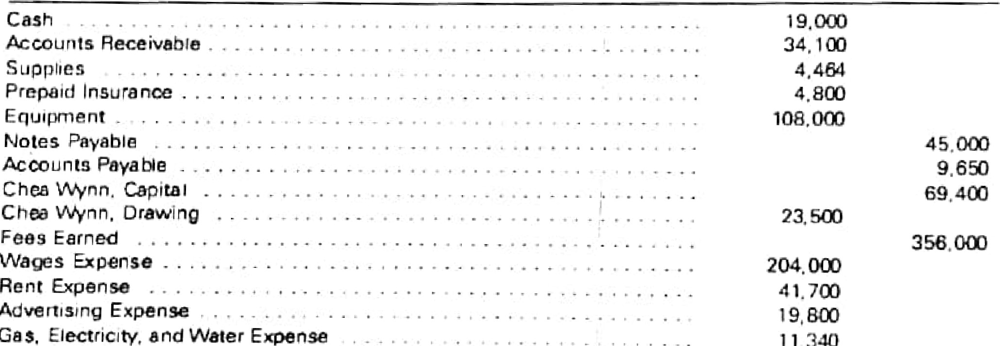 Cash 19,000
Accounts Receivable 34,100
Supplies 4,464
Prepaid Insurance 4,800
Equipment 108,000
Notes Payable 45,000
Accounts Payable 9,650
Chea Wynn, Capital 69,400
Chea Wynn, Drawing 23,500
Fees Earned 356,000
Wages Expense 204,000
Rent Expense 41,700
Advertising Expense 19,800
Gas, Electricity, and Water Expense 11,340